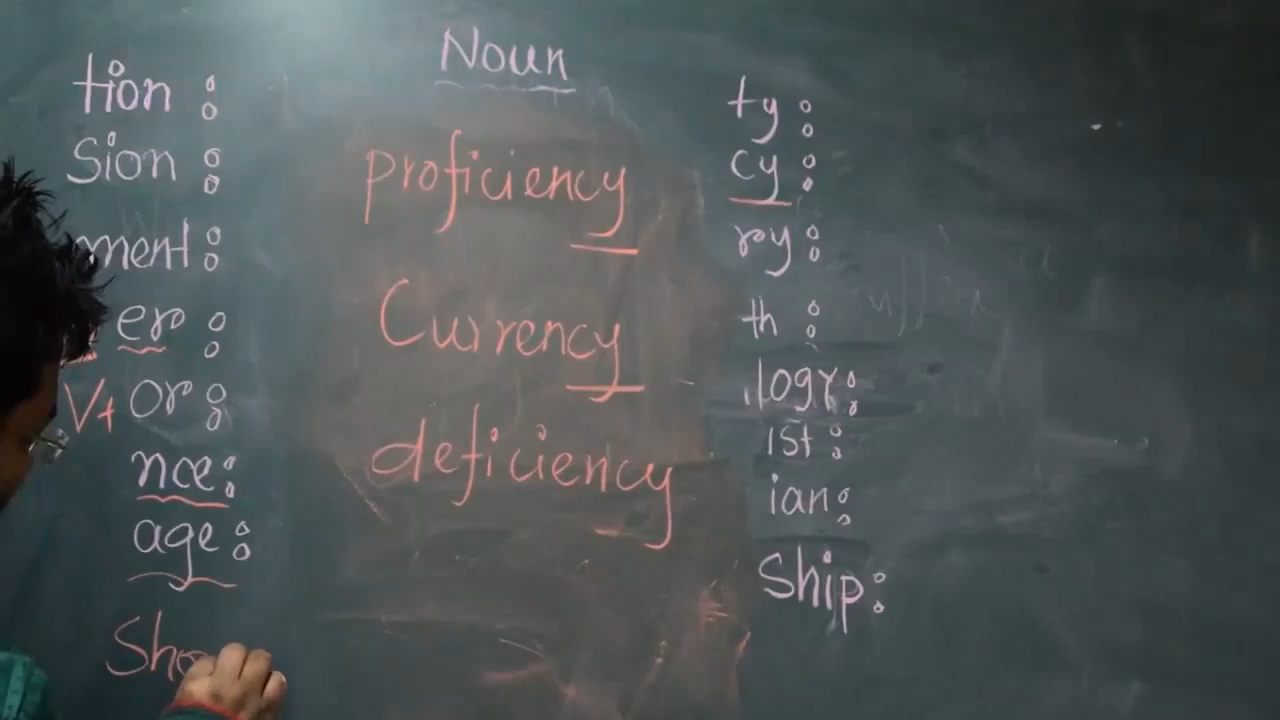 Noun
tion :
Sion :
ment :
er :
V+ or :
nce :
age :
proficiency
Currency
deficiency
ty :
cy :
ry :
th :
logy :
ist :
ian :
Ship :